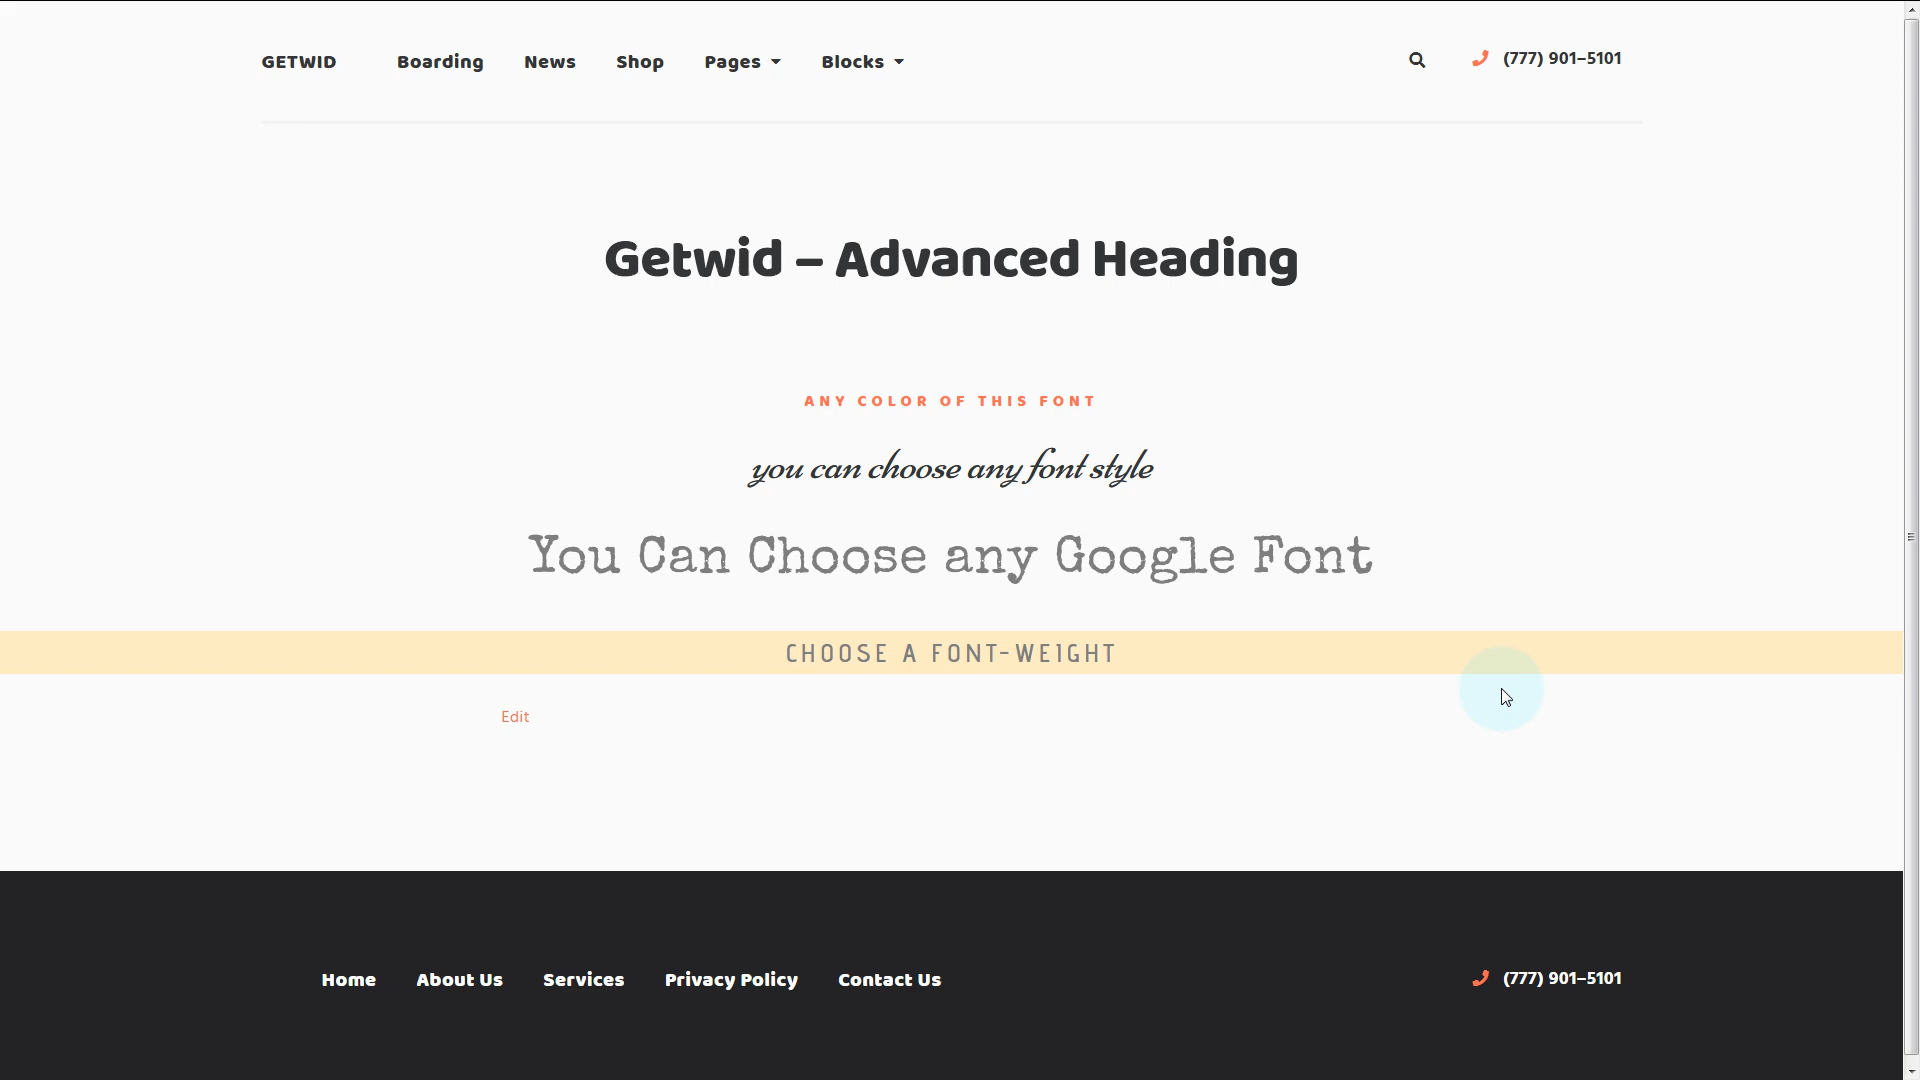 GETWID Boarding News Shop Pages Blocks (777) 901-5101
Getwid – Advanced Heading
ANY COLOR OF THIS FONT
you can choose any font style
You Can Choose any Google Font
CHOOSE A FONT-WEIGHT
Edit
Home About Us Services Privacy Policy Contact Us (777) 901-5101